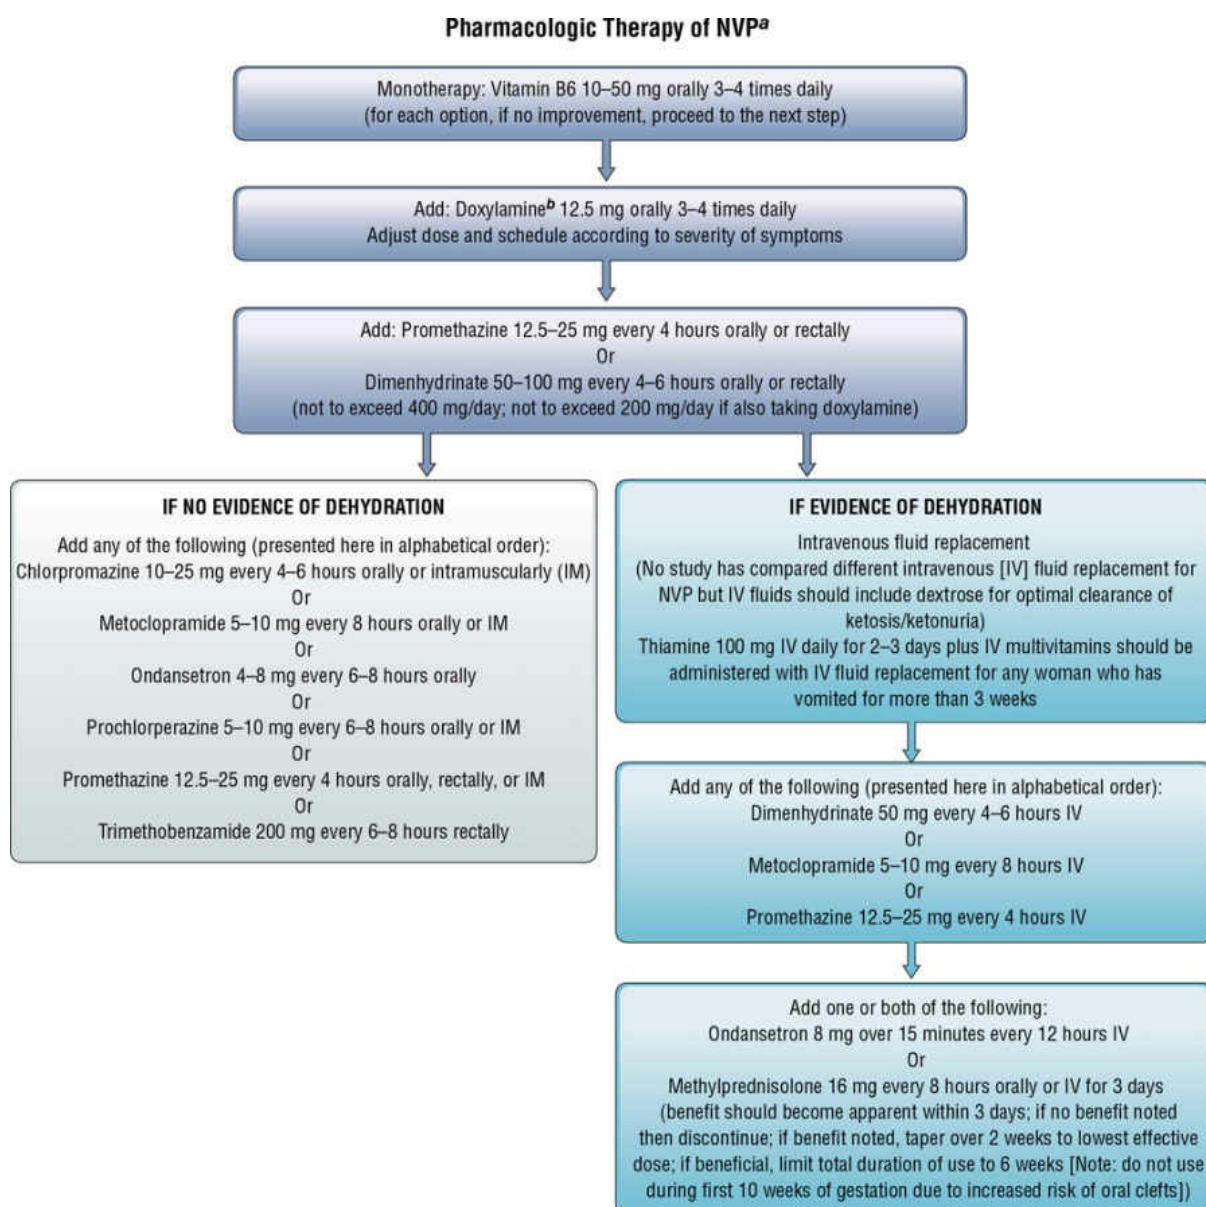 Pharmacologic Therapy of NVPa
Monotherapy: Vitamin B6 10–50 mg orally 3–4 times daily
(for each option, if no improvement, proceed to the next step)
Add: Doxylamineb 12.5 mg orally 3–4 times daily
Adjust dose and schedule according to severity of symptoms
Add: Promethazine 12.5–25 mg every 4 hours orally or rectally
Or
Dimenhydrinate 50–100 mg every 4–6 hours orally or rectally
(not to exceed 400 mg/day; not to exceed 200 mg/day if also taking doxylamine)
IF NO EVIDENCE OF DEHYDRATION
Add any of the following (presented here in alphabetical order):
Chlorpromazine 10–25 mg every 4–6 hours orally or intramuscularly (IM)
Or
Metoclopramide 5–10 mg every 8 hours orally or IM
Or
Ondansetron 4–8 mg every 6–8 hours orally
Or
Prochlorperazine 5–10 mg every 6–8 hours orally or IM
Or
Promethazine 12.5–25 mg every 4 hours orally, rectally, or IM
Or
Trimethobenzamide 200 mg every 6–8 hours rectally
IF EVIDENCE OF DEHYDRATION
Intravenous fluid replacement
(No study has compared different intravenous [IV] fluid replacement for
NVP but IV fluids should include dextrose for optimal clearance of
ketosis/ketonuria)
Thiamine 100 mg IV daily for 2–3 days plus IV multivitamins should be
administered with IV fluid replacement for any woman who has
vomited for more than 3 weeks
Add any of the following (presented here in alphabetical order):
Dimenhydrinate 50 mg every 4–6 hours IV
Or
Metoclopramide 5–10 mg every 8 hours IV
Or
Promethazine 12.5–25 mg every 4 hours IV
Add one or both of the following:
Ondansetron 8 mg over 15 minutes every 12 hours IV
Or
Methylprednisolone 16 mg every 8 hours orally or IV for 3 days
(benefit should become apparent within 3 days; if no benefit noted
then discontinue; if benefit noted, taper over 2 weeks to lowest effective
dose; if beneficial, limit total duration of use to 6 weeks [Note: do not use
during first 10 weeks of gestation due to increased risk of oral clefts])